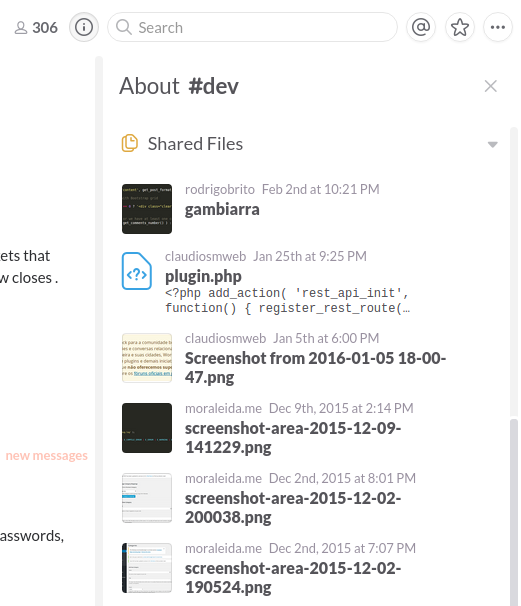 306
Search
About #dev
Shared Files
rodrigobrito Feb 2nd at 10:21 PM
gambiarra
ets that
w closes .
claudiosmweb Jan 25th at 9:25 PM
plugin.php
<?php add_action( 'rest_api_init',
function() { register_rest_route(…
claudiosmweb Jan 5th at 6:00 PM
Screenshot from 2016-01-05 18-00-
47.png
moraleida.me Dec 9th, 2015 at 2:14 PM
screenshot-area-2015-12-09-
141229.png
new messages
moraleida.me Dec 2nd, 2015 at 8:01 PM
screenshot-area-2015-12-02-
200038.png
asswords,
moraleida.me Dec 2nd, 2015 at 7:07 PM
screenshot-area-2015-12-02-
190524.png